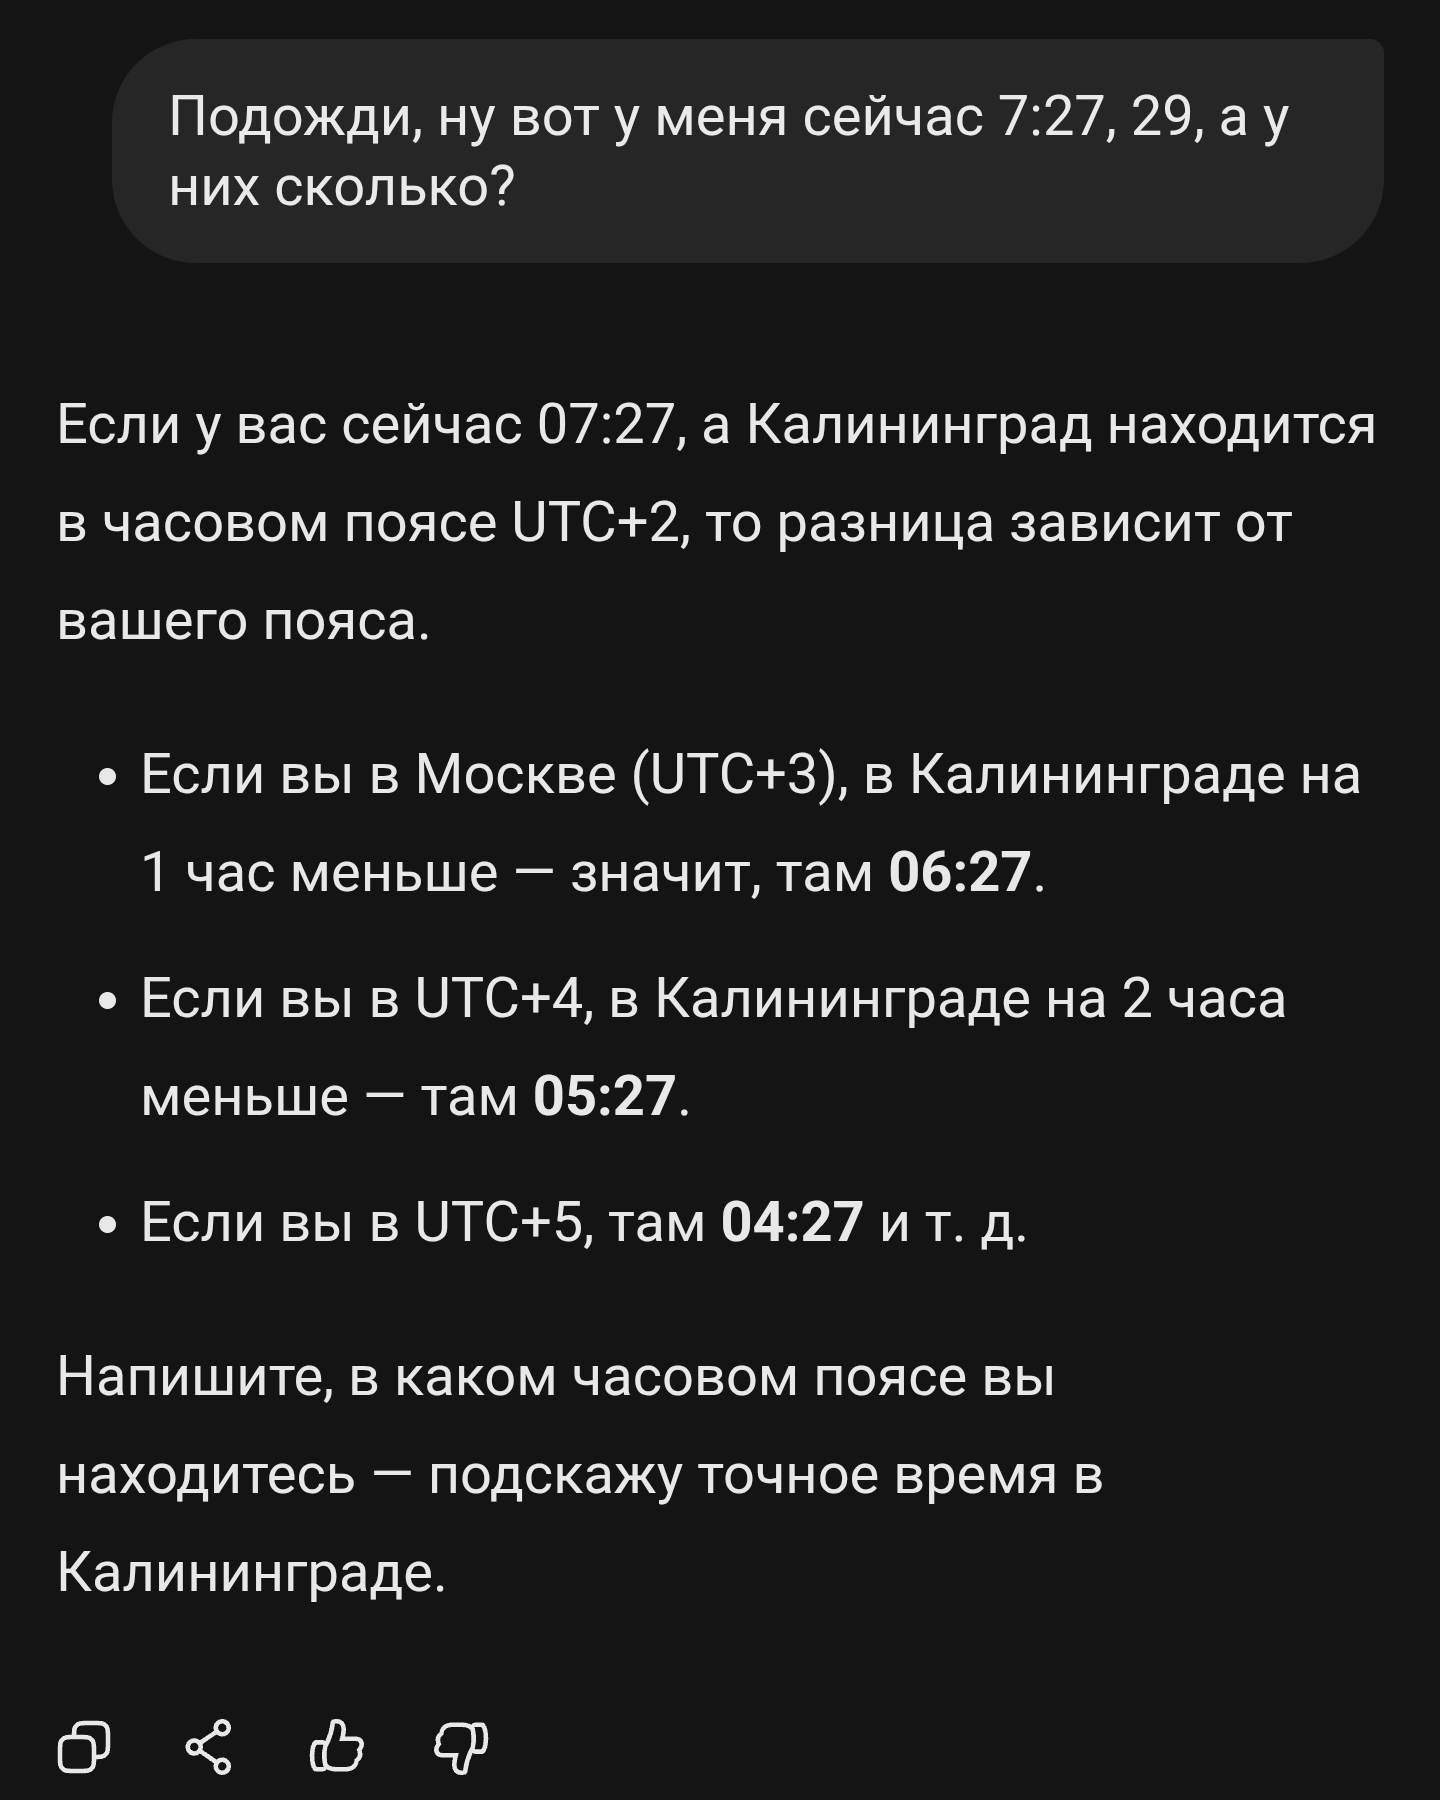 Подожди, ну вот у меня сейчас 7:27, 29, а у
них сколько?
Если у вас сейчас 07:27, а Калининград находится
в часовом поясе UTC+2, то разница зависит от
вашего пояса.
• Если вы в Москве (UTC+3), в Калининграде на
1 час меньше — значит, там 06:27.
• Если вы в UTC+4, в Калининграде на 2 часа
меньше — там 05:27.
• Если вы в UTC+5, там 04:27 и т. д.
Напишите, в каком часовом поясе вы
находитесь — подскажу точное время в
Калининграде.